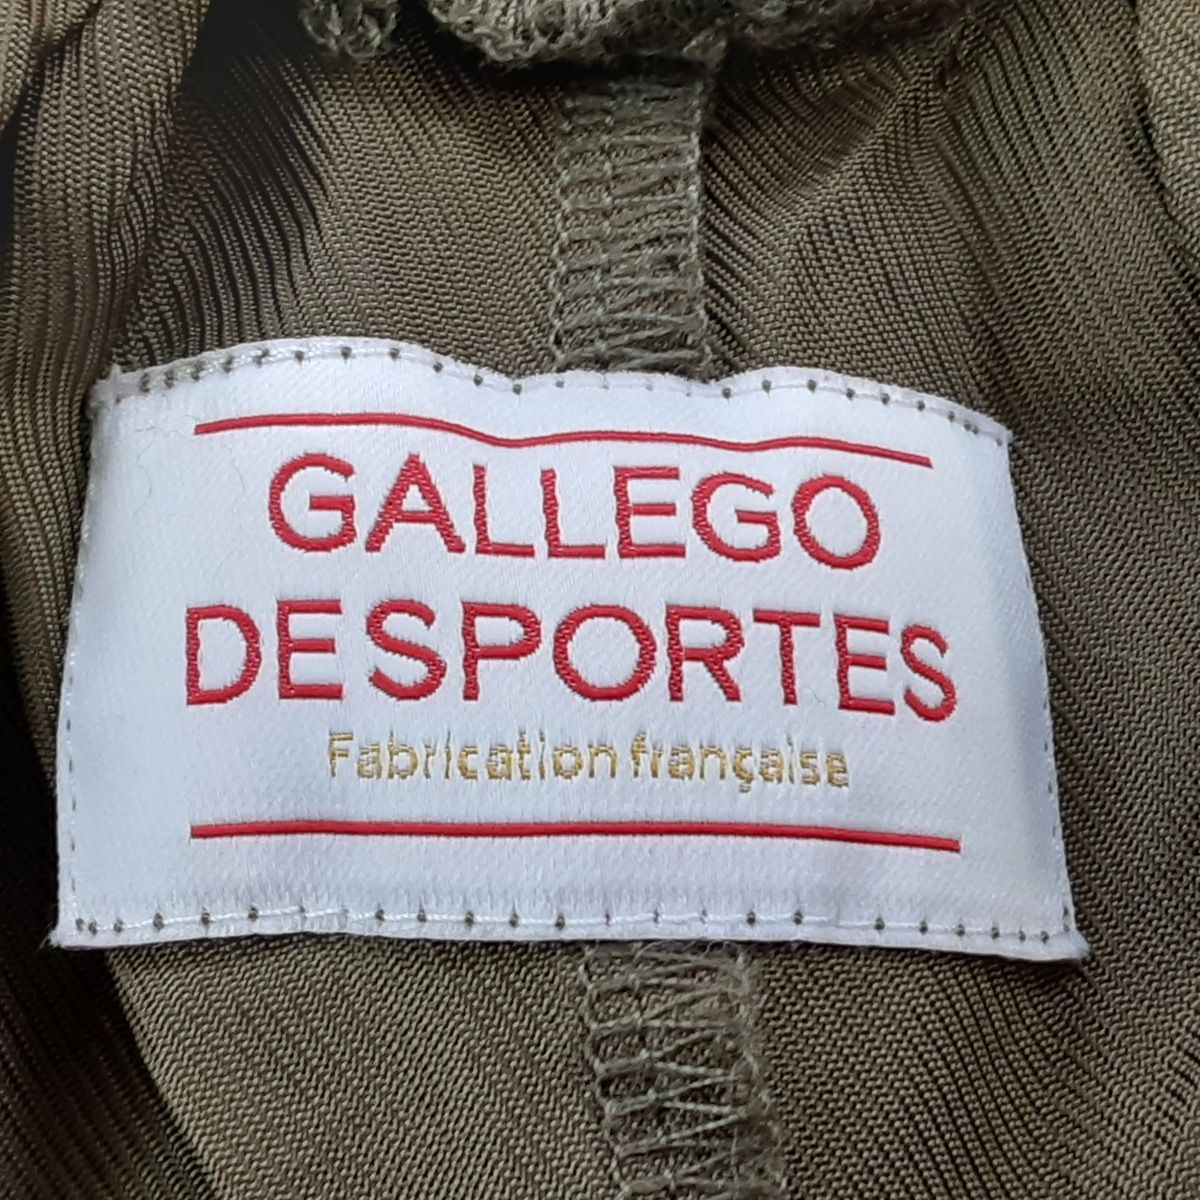 GALLEGO
DESPORTES
Fabrication française